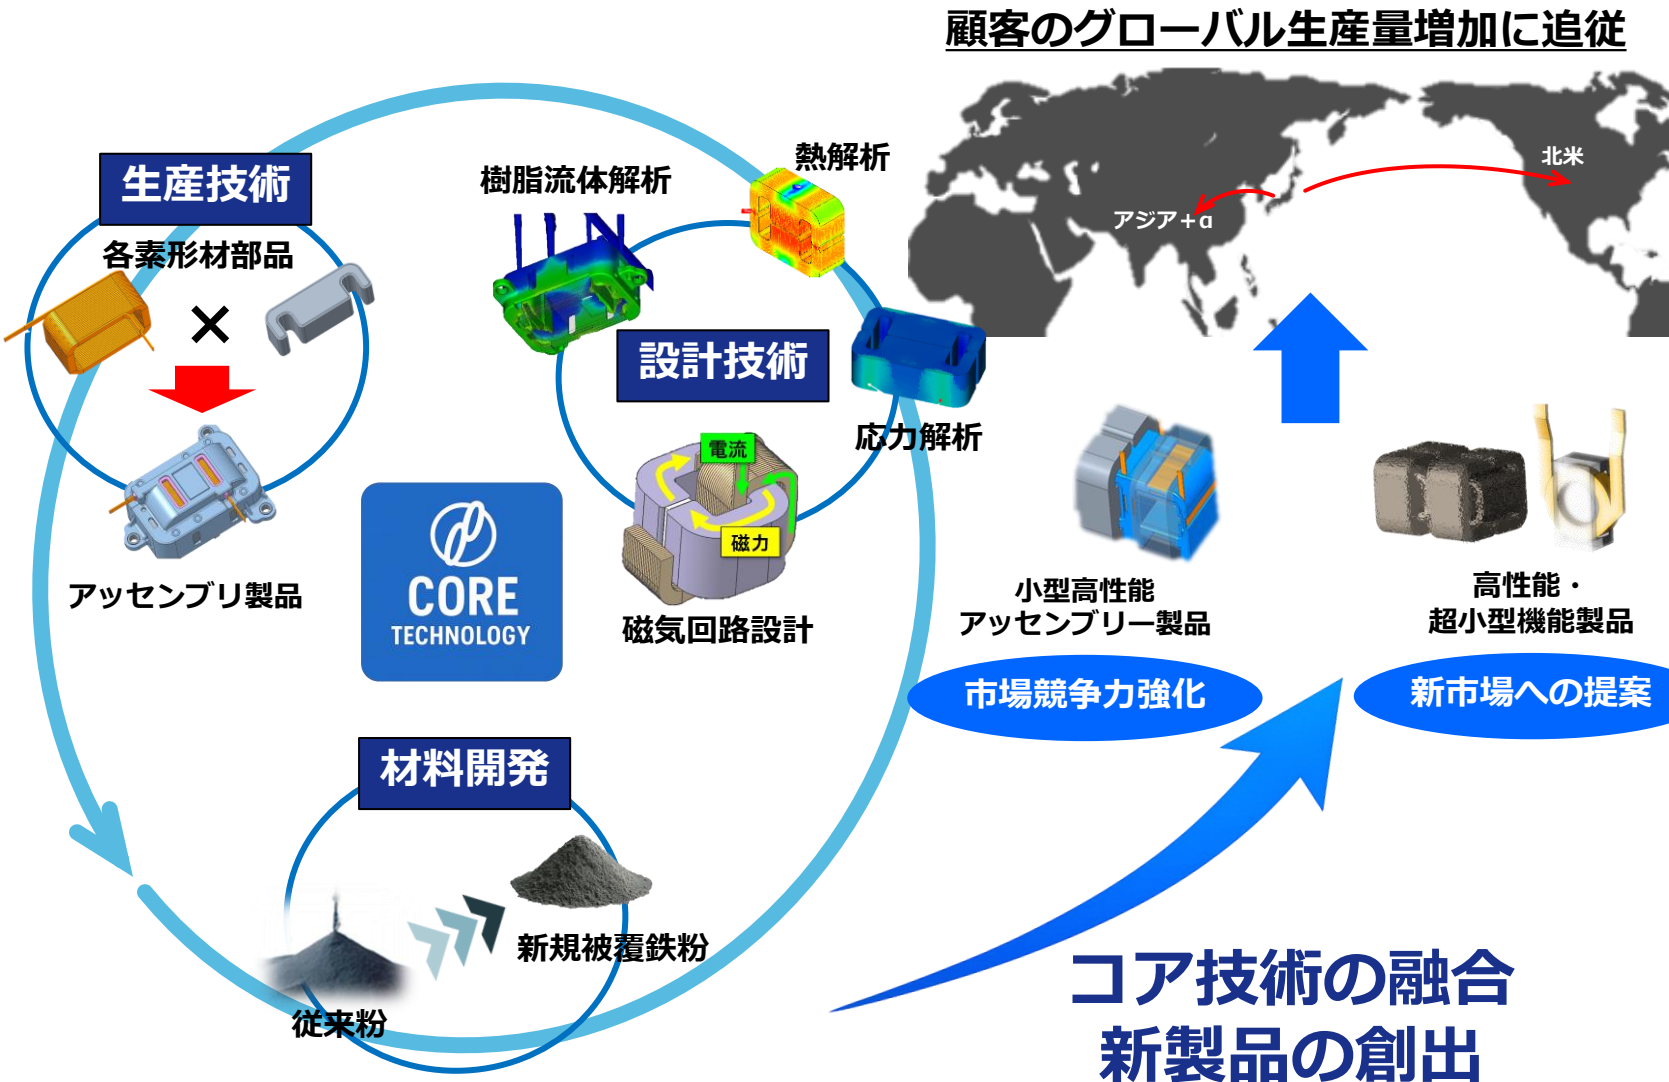 顧客のグローバル生産量増加に追従
北米
アジア+α
生産技術
各素形材部品
×
アッセンブリ製品
樹脂流体解析
熱解析
設計技術
応力解析
電流
磁力
磁気回路設計
CORE
TECHNOLOGY
材料開発
新規被覆鉄粉
従来粉
小型高性能
アッセンブリー製品
市場競争力強化
高性能・
超小型機能製品
新市場への提案
コア技術の融合
新製品の創出